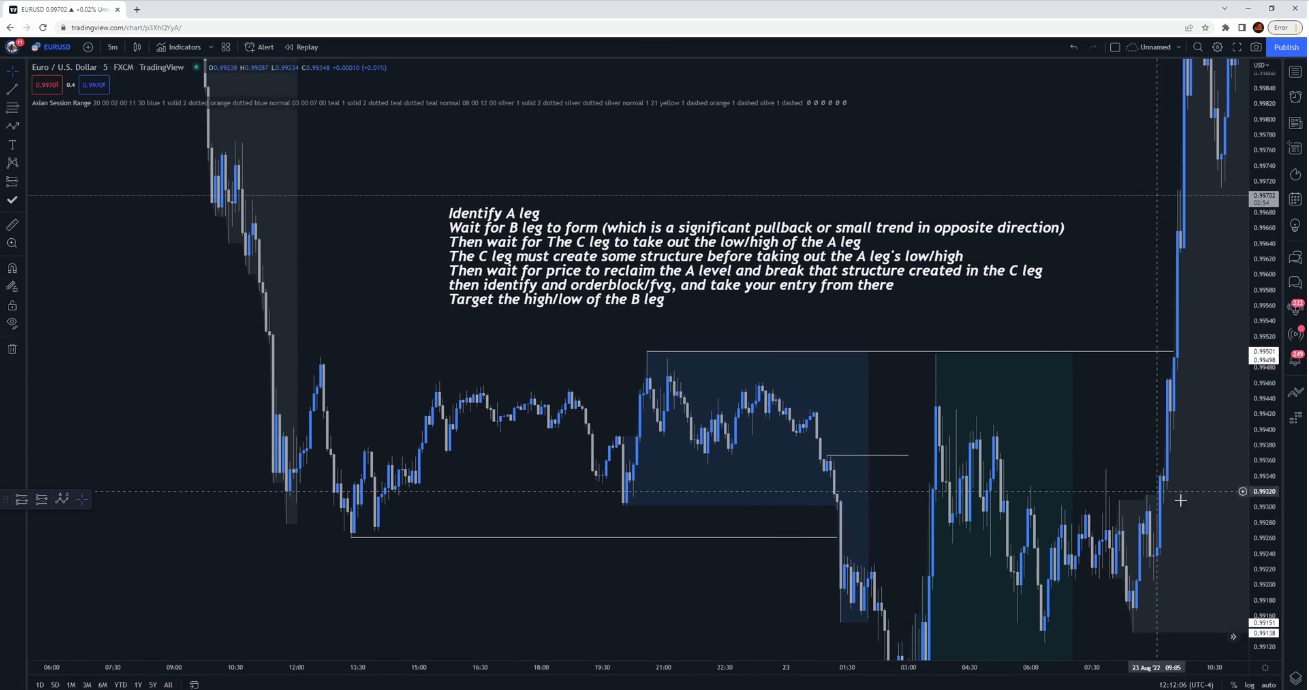 EURUSD 0.99702 ▲ +0.02% Unn
Error
tradingview.com/chart/p3XhQYyA/
11
EURUSD
5m
Indicators
Alert
Replay
Unnamed
Publish
Euro / U.S. Dollar · 5 · FXCM · TradingView
O0.99238 H0.99287 L0.99234 C0.99248 +0.00010 (+0.01%)
USD
0.99702
0.4
0.99706
Asian Session Range 20 00 02 00 11 30 blue 1 solid 2 dotted orange dotted blue normal 03 00 07 00 teal 1 solid 2 dotted teal dotted teal normal 08 00 12 00 silver 1 solid 2 dotted silver dotted silver normal 1 21 yellow 1 dashed orange 1 dashed olive 1 dashed Ø Ø Ø Ø Ø Ø
Identify A leg
Wait for B leg to form (which is a significant pullback or small trend in opposite direction)
Then wait for The C leg to take out the low/high of the A leg
The C leg must create some structure before taking out the A leg's low/high
Then wait for price to reclaim the A level and break that structure created in the C leg
then identify and orderblock/fvg, and take your entry from there
Target the high/low of the B leg
0.99820
0.99800
0.99780
0.99760
0.99740
0.99720
0.99702
02:54
0.99680
0.99660
0.99640
0.99620
0.99600
0.99580
0.99560
0.99540
0.99520
0.99501
0.99498
0.99480
0.99460
0.99440
0.99420
0.99400
0.99380
0.99360
0.99340
0.99320
0.99300
0.99280
0.99260
0.99240
0.99220
0.99200
0.99180
0.99160
0.99151
0.99138
0.99120
222
249
06:00 07:30 09:00 10:30 12:00 13:30 15:00 16:30 18:00 19:30 21:00 22:30 23 01:30 03:00 04:30 06:00 07:30 23 Aug '22 09:05 10:30
1D 5D 1M 3M 6M YTD 1Y 5Y All
12:12:06 (UTC-4)
% log auto